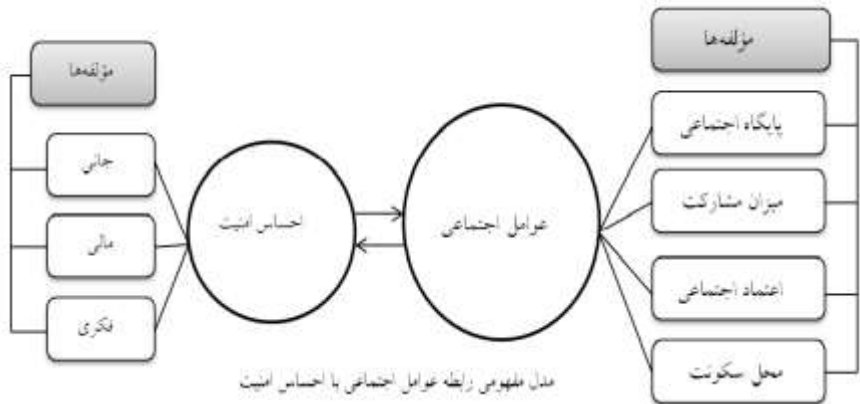 مؤلفه‌ها
پایگاه اجتماعی
میزان مشارکت
اعتماد اجتماعی
محل سکونت
عوامل اجتماعی
احساس امنیت
مؤلفه‌ها
جانی
مالی
فکری
مدل مفهومی رابطه عوامل اجتماعی با احساس امنیت